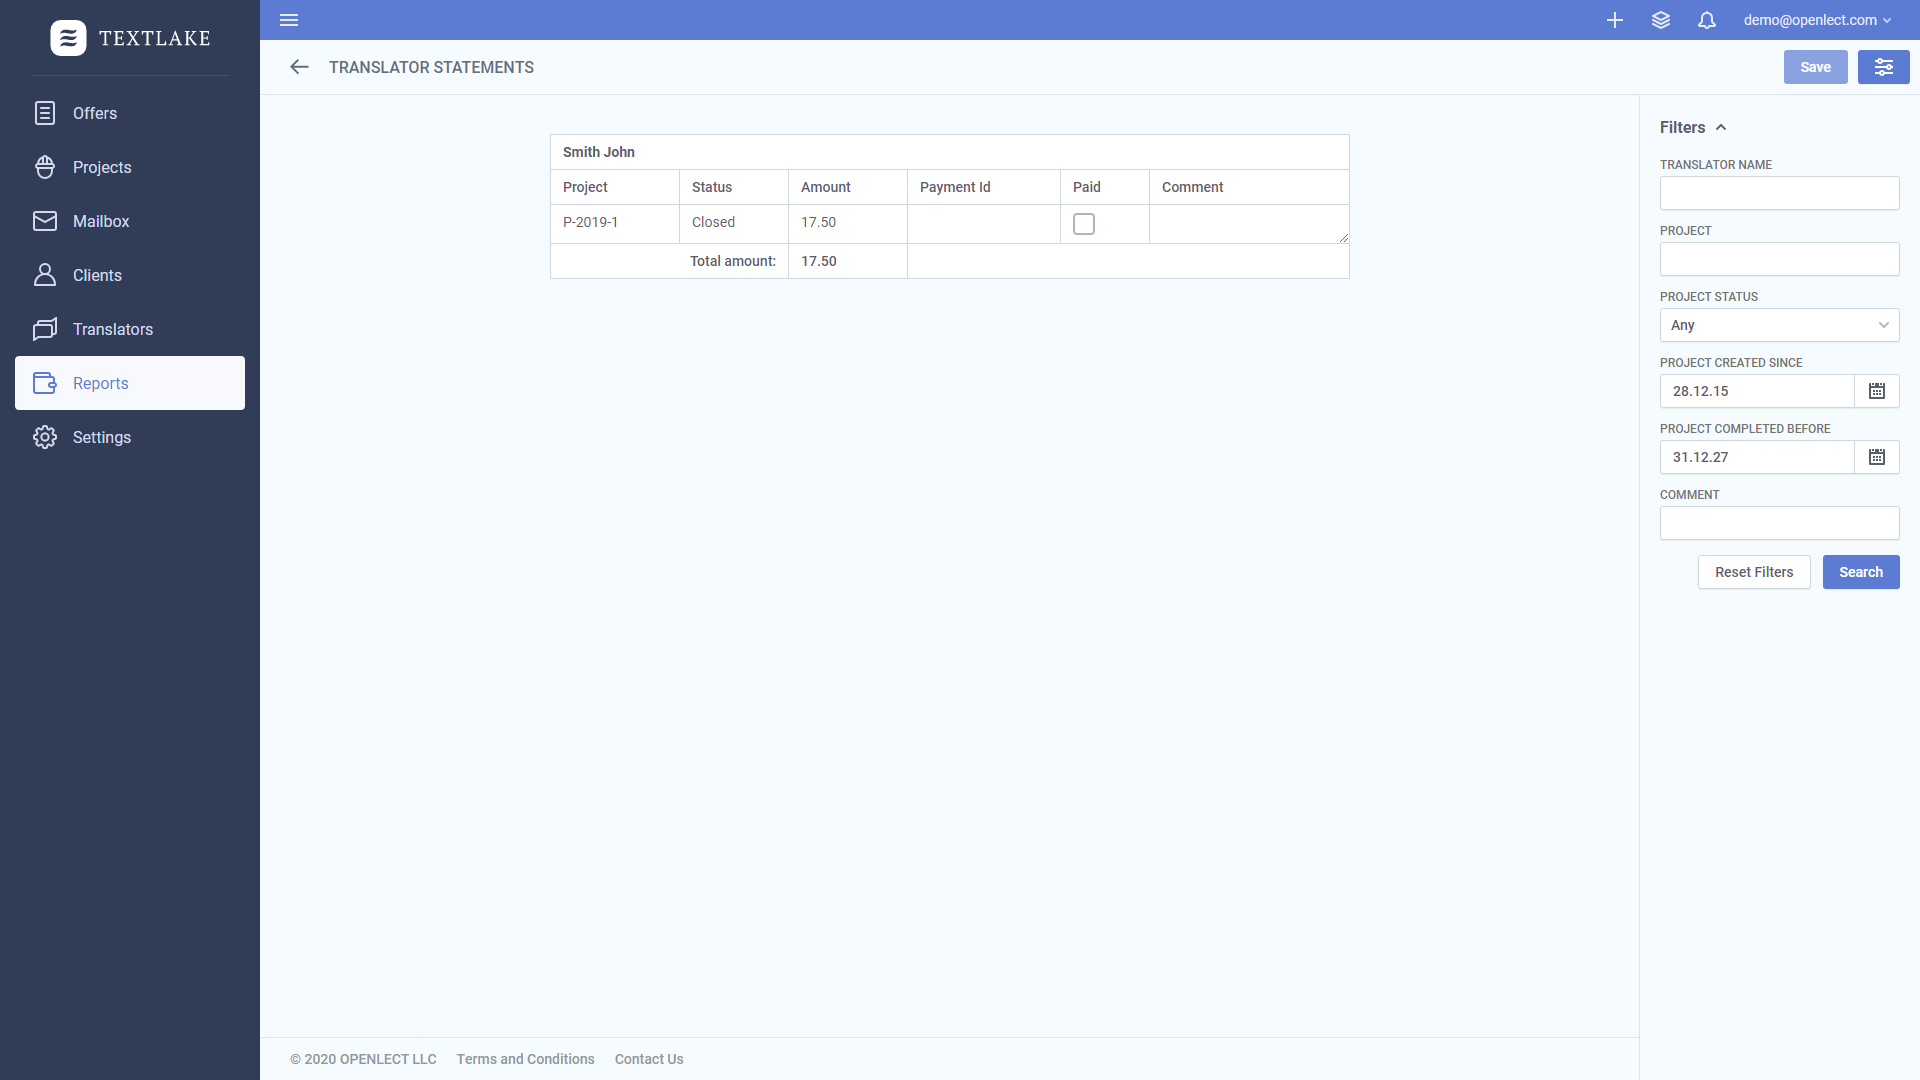 TEXTLAKE
Offers
Projects
Mailbox
Clients
Translators
Reports
Settings
demo@openlect.com
TRANSLATOR STATEMENTS
Save
Smith John
Project Status Amount Payment Id Paid Comment
P-2019-1 Closed 17.50
Total amount: 17.50
Filters
TRANSLATOR NAME
PROJECT
PROJECT STATUS
Any
PROJECT CREATED SINCE
28.12.15
PROJECT COMPLETED BEFORE
31.12.27
COMMENT
Reset Filters Search
© 2020 OPENLECT LLC Terms and Conditions Contact Us